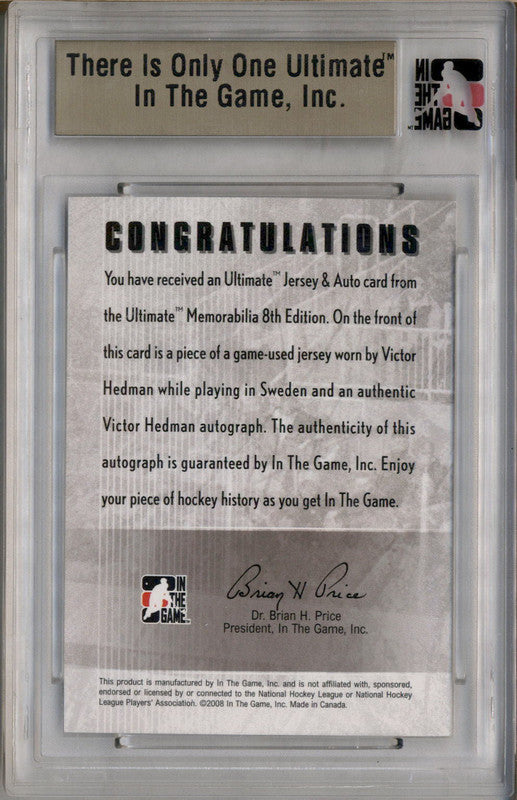 There Is Only One Ultimate™
In The Game, Inc.
IN
THE
GAME
CONGRATULATIONS
You have received an Ultimate™ Jersey & Auto card from
the Ultimate™ Memorabilia 8th Edition. On the front of
this card is a piece of a game-used jersey worn by Victor
Hedman while playing in Sweden and an authentic
Victor Hedman autograph. The authenticity of this
autograph is guaranteed by In The Game, Inc. Enjoy
your piece of hockey history as you get In The Game.
Brian H Price
IN
THE
GAME
Dr. Brian H. Price
President, In The Game, Inc.
This product is manufactured by In The Game, Inc. and is not affiliated with, sponsored,
endorsed or licensed by or connected to the National Hockey League or National Hockey
League Players' Association. ©2008 In The Game, Inc. Made in Canada.